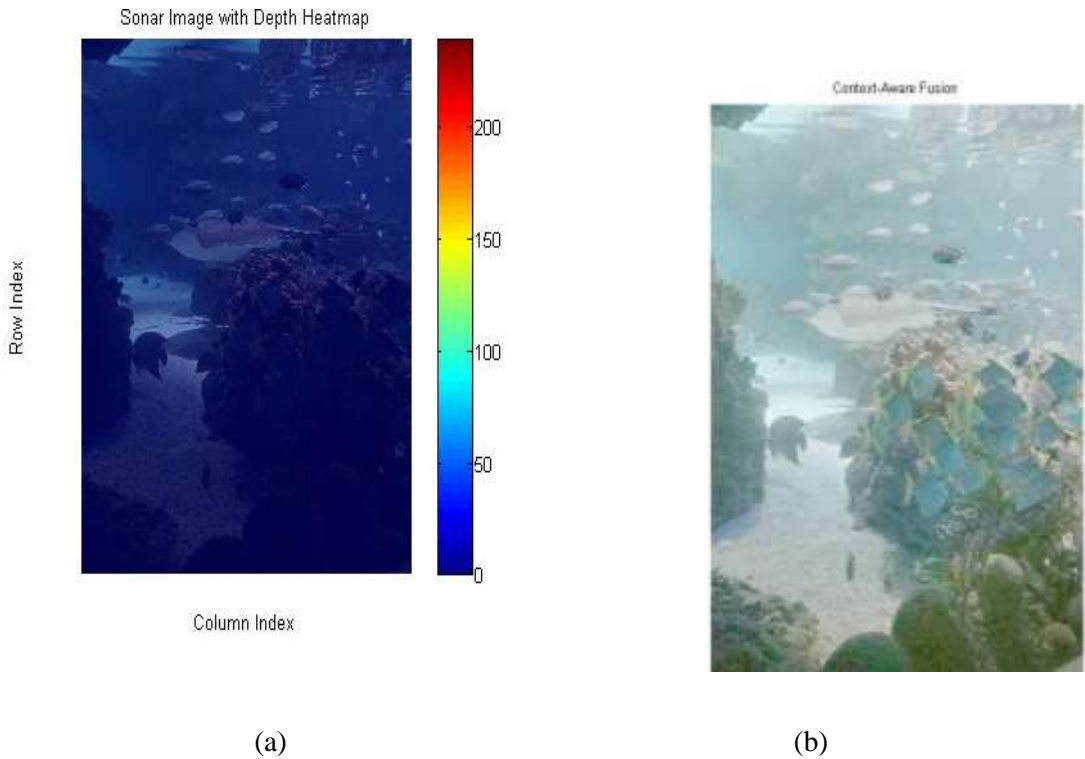 Sonar Image with Depth Heatmap
200
150
100
50
0
Row Index
Column Index
(a)
Context-Aware Fusion
(b)